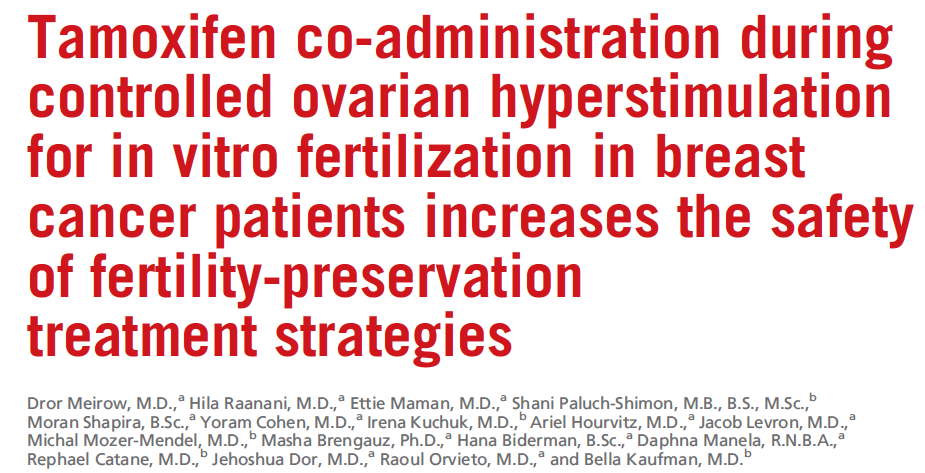 Tamoxifen co-administration during
controlled ovarian hyperstimulation
for in vitro fertilization in breast
cancer patients increases the safety
of fertility-preservation
treatment strategies
Dror Meirow, M.D.,a Hila Raanani, M.D.,a Ettie Maman, M.D.,a Shani Paluch-Shimon, M.B., B.S., M.Sc.,b
Moran Shapira, B.Sc.,a Yoram Cohen, M.D.,a Irena Kuchuk, M.D.,b Ariel Hourvitz, M.D.,a Jacob Levron, M.D.,a
Michal Mozer-Mendel, M.D.,b Masha Brengauz, Ph.D.,a Hana Biderman, B.Sc.,a Daphna Manela, R.N.B.A.,a
Rephael Catane, M.D.,b Jehoshua Dor, M.D.,a Raoul Orvieto, M.D.,a and Bella Kaufman, M.D.b